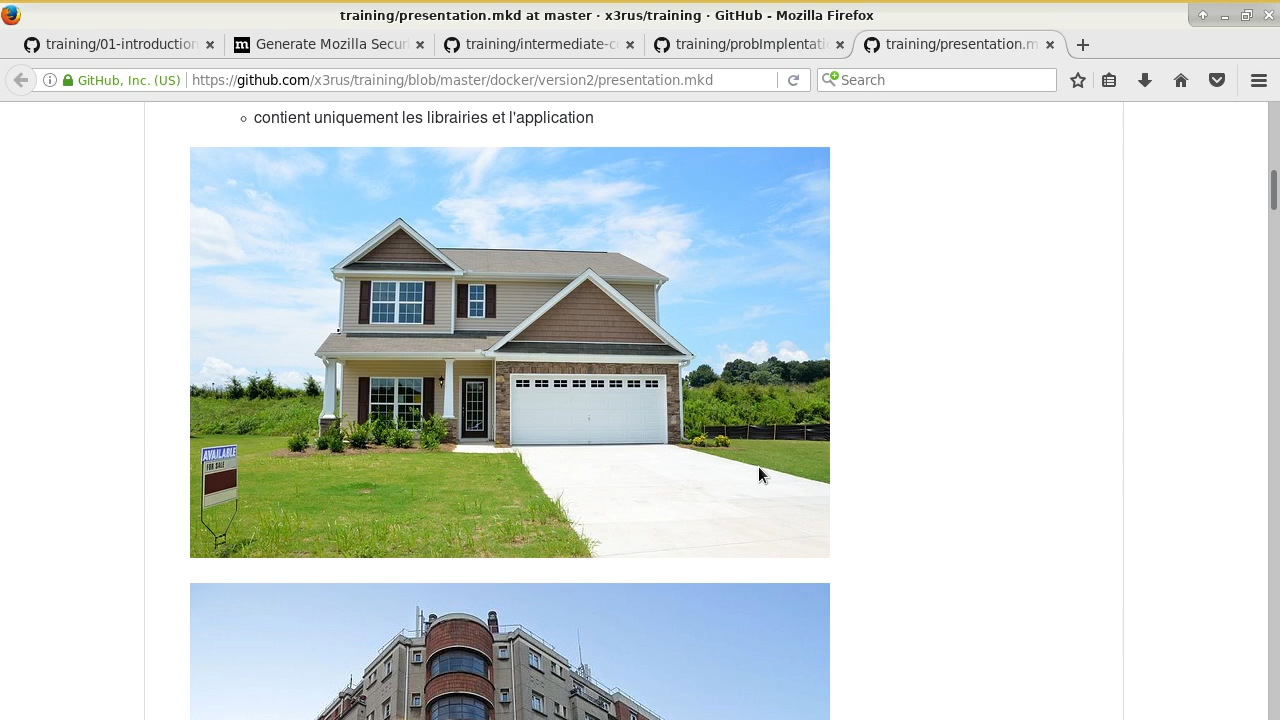 training/presentation.mkd at master · x3rus/training · GitHub - Mozilla Firefox
training/01-introduction
Generate Mozilla Secur
training/intermediate-c
training/probImplentati
training/presentation.m
GitHub, Inc. (US)
https://github.com/x3rus/training/blob/master/docker/version2/presentation.mkd
Search
contient uniquement les librairies et l'application
AVAILABLE
FOR SALE